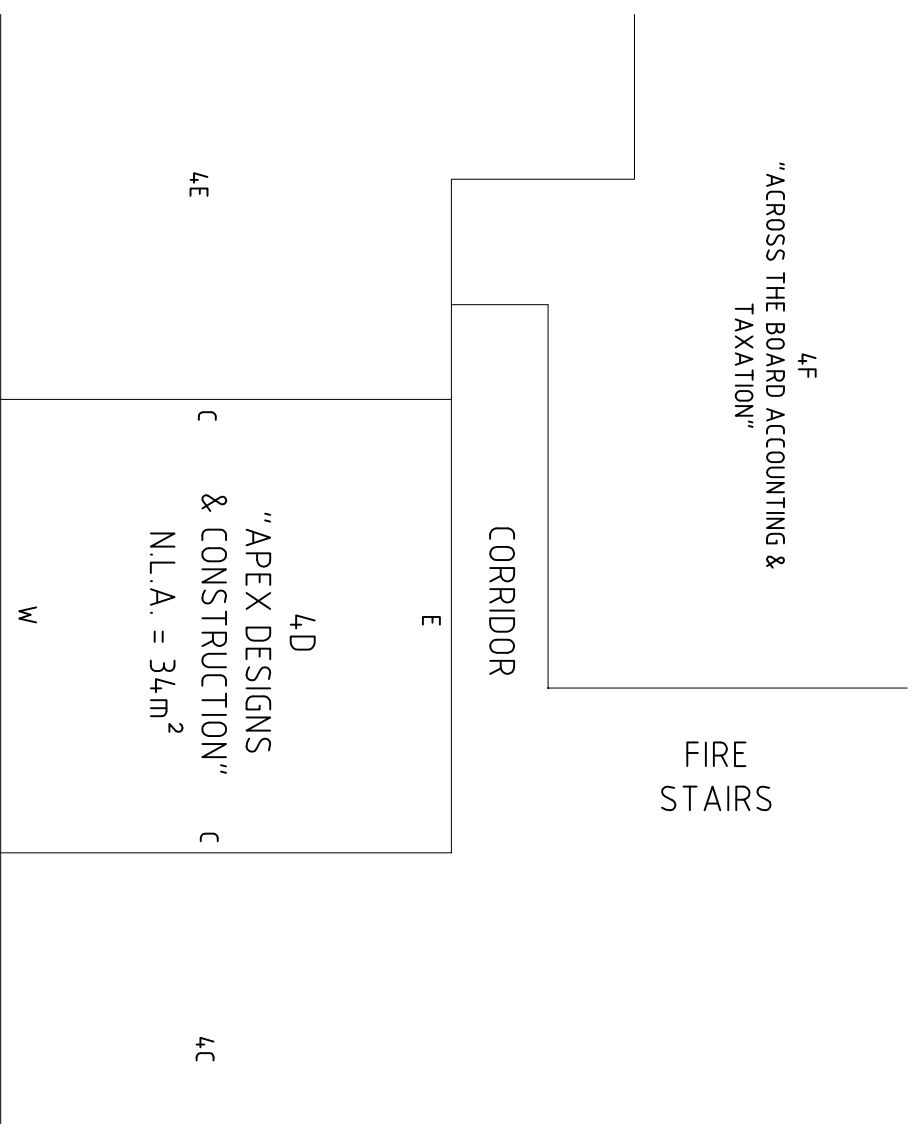 4F
"ACROSS THE BOARD ACCOUNTING &
TAXATION"
4E
C
4D
"APEX DESIGNS
& CONSTRUCTION"
N.L.A. = 34m²
E
W
C
CORRIDOR
FIRE
STAIRS
4C